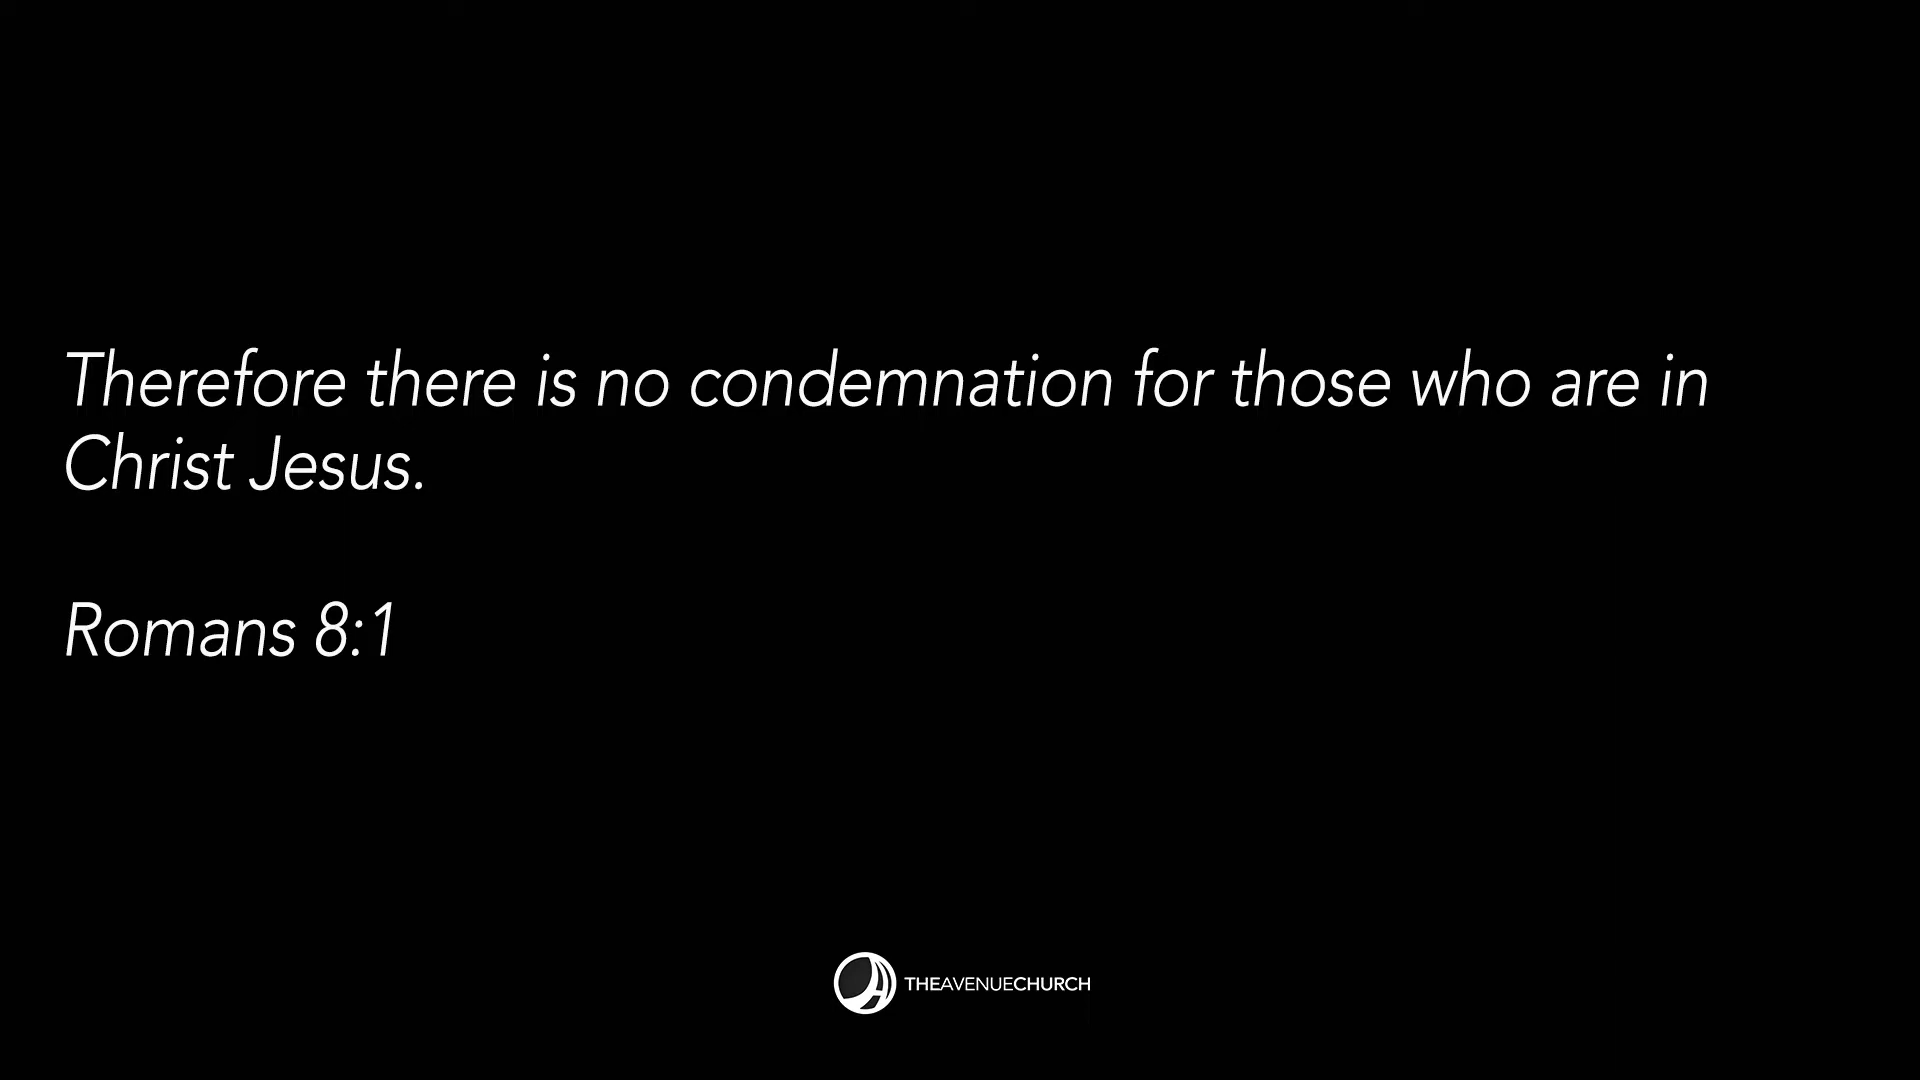 Therefore there is no condemnation for those who are in
Christ Jesus.
Romans 8:1
THEAVENUECHURCH